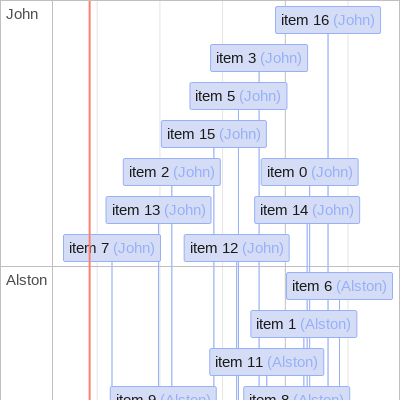 John
item 16 (John)
item 3 (John)
item 5 (John)
item 15 (John)
item 2 (John)
item 0 (John)
item 13 (John)
item 14 (John)
item 7 (John)
item 12 (John)
Alston
item 6 (Alston)
item 1 (Alston)
item 11 (Alston)
item 9 (Alston)
item 8 (Alston)